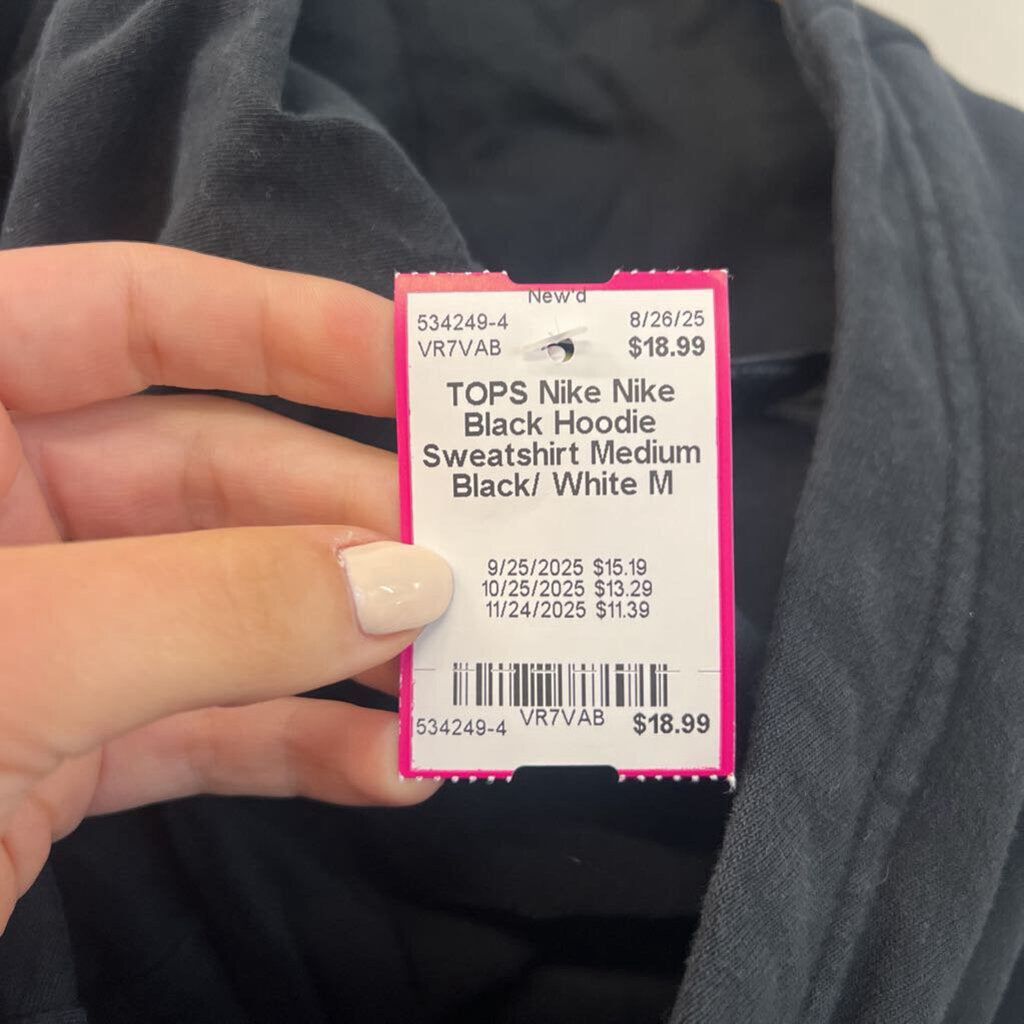 New'd
534249-4 8/26/25
VR7VAB $18.99
TOPS Nike Nike
Black Hoodie
Sweatshirt Medium
Black/ White M
9/25/2025 $15.19
10/25/2025 $13.29
11/24/2025 $11.39
534249-4 VR7VAB $18.99